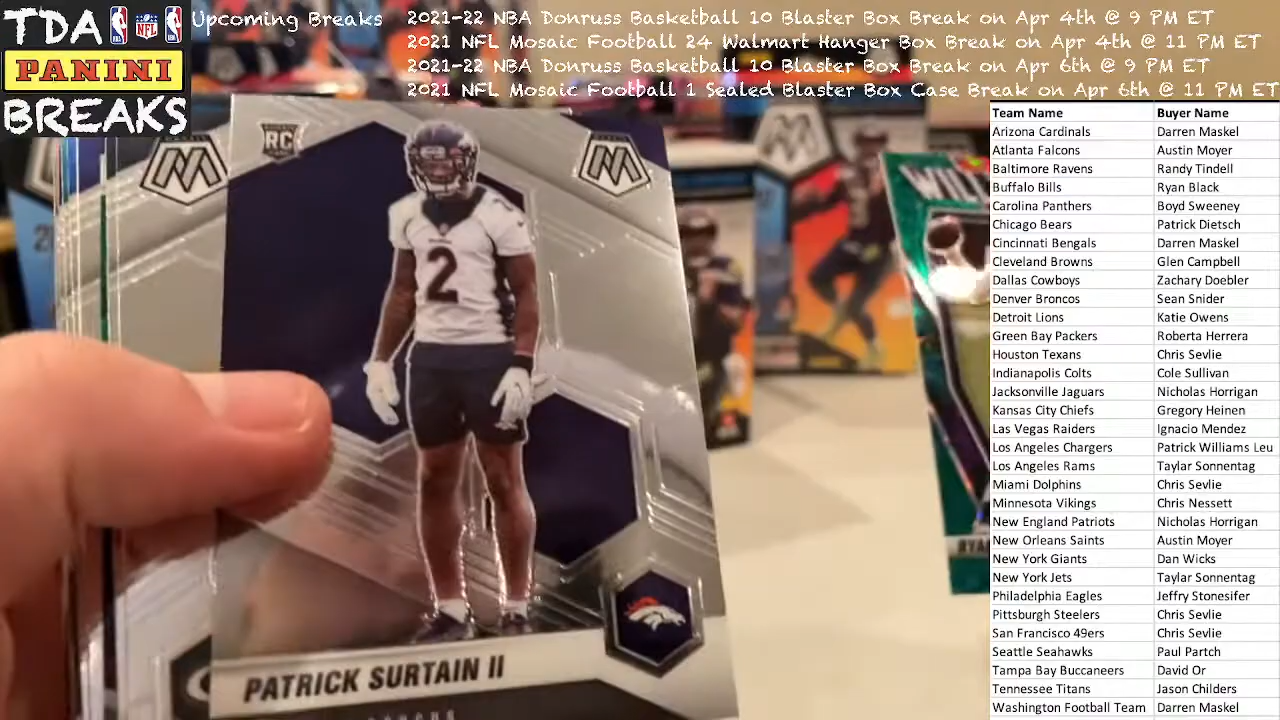 TDA
PANINI
BREAKS
Upcoming Breaks
2021-22 NBA Donruss Basketball 10 Blaster Box Break on Apr 4th @ 9 PM ET
2021 NFL Mosaic Football 24 Walmart Hanger Box Break on Apr 4th @ 11 PM ET
2021-22 NBA Donruss Basketball 10 Blaster Box Break on Apr 6th @ 9 PM ET
2021 NFL Mosaic Football 1 Sealed Blaster Box Case Break on Apr 6th @ 11 PM ET
Team Name Buyer Name
Arizona Cardinals Darren Maskel
Atlanta Falcons Austin Moyer
Baltimore Ravens Randy Tindell
Buffalo Bills Ryan Black
Carolina Panthers Boyd Sweeney
Chicago Bears Patrick Dietsch
Cincinnati Bengals Darren Maskel
Cleveland Browns Glen Campbell
Dallas Cowboys Zachary Doebler
Denver Broncos Sean Snider
Detroit Lions Katie Owens
Green Bay Packers Roberta Herrera
Houston Texans Chris Sevlie
Indianapolis Colts Cole Sullivan
Jacksonville Jaguars Nicholas Horrigan
Kansas City Chiefs Gregory Heinen
Las Vegas Raiders Ignacio Mendez
Los Angeles Chargers Patrick Williams Leu
Los Angeles Rams Taylar Sonnentag
Miami Dolphins Chris Sevlie
Minnesota Vikings Chris Nessett
New England Patriots Nicholas Horrigan
New Orleans Saints Austin Moyer
New York Giants Dan Wicks
New York Jets Taylar Sonnentag
Philadelphia Eagles Jeffry Stonesifer
Pittsburgh Steelers Chris Sevlie
San Francisco 49ers Chris Sevlie
Seattle Seahawks Paul Partch
Tampa Bay Buccaneers David Or
Tennessee Titans Jason Childers
Washington Football Team Darren Maskel
RC
M
M
2
PATRICK SURTAIN II